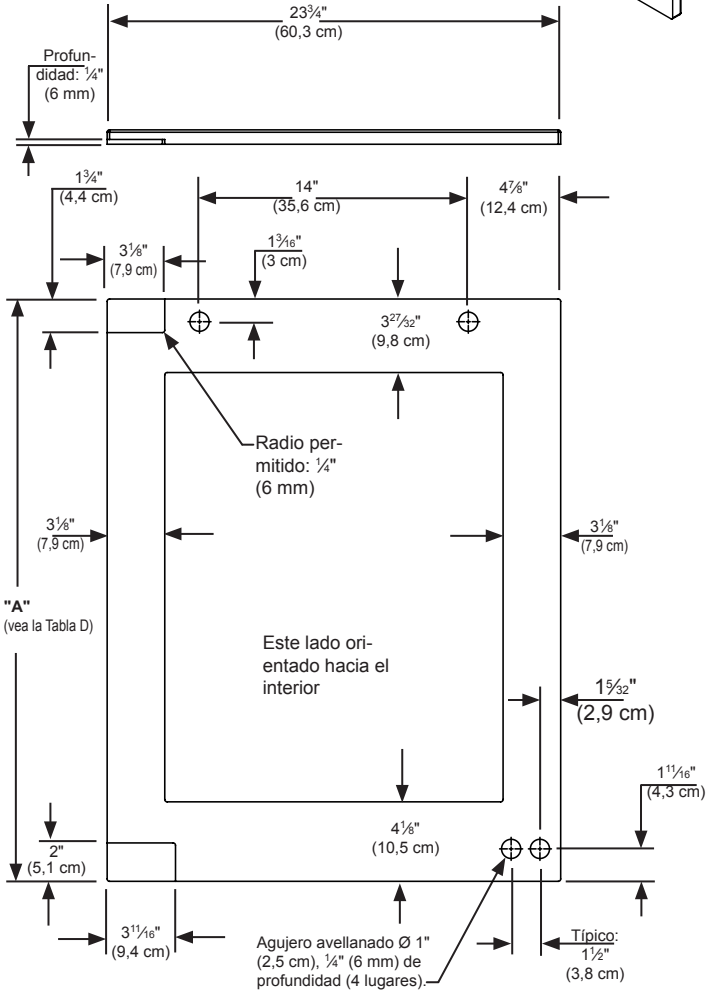 23¾"
(60,3 cm)
Profun-
didad: ¼"
(6 mm)
1¾"
(4,4 cm)
14"
(35,6 cm)
4⅞"
(12,4 cm)
3⅛"
(7,9 cm)
1³⁄₁₆"
(3 cm)
3²⁷⁄₃₂"
(9,8 cm)
Radio per-
mitido: ¼"
(6 mm)
3⅛"
(7,9 cm)
3⅛"
(7,9 cm)
"A"
(vea la Tabla D)
Este lado ori-
entado hacia el
interior
1⁵⁄₃₂"
(2,9 cm)
1¹¹⁄₁₆"
(4,3 cm)
2"
(5,1 cm)
4⅛"
(10,5 cm)
3¹¹⁄₁₆"
(9,4 cm)
Agujero avellanado Ø 1"
(2,5 cm), ¼" (6 mm) de
profundidad (4 lugares).
Típico:
1½"
(3,8 cm)